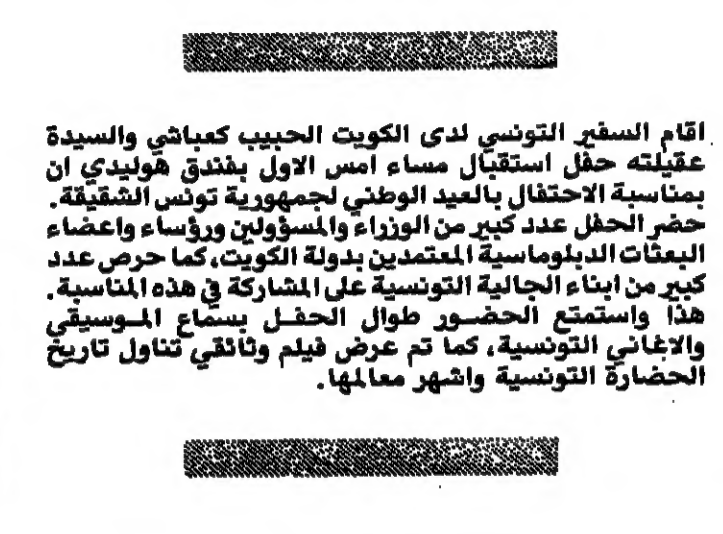 اقام السفير التونسي لدى الكويت الحبيب كعباشي والسيدة
عقيلته حفل استقبال مساء امس الاول بفندق هوليدي ان
بمناسبة الاحتفال بالعيد الوطني لجمهورية تونس الشقيقة.
حضر الحفل عدد كبير من الوزراء والمسؤولين ورؤساء واعضاء
البعثات الدبلوماسية المعتمدين بدولة الكويت، كما حرص عدد
كبير من ابناء الجالية التونسية على المشاركة في هذه المناسبة.
هذا واستمتع الحضور طوال الحفل بسماع الموسيقي
والاغاني التونسية، كما تم عرض فيلم وثائقي تناول تاريخ
الحضارة التونسية واشهر معالمها.